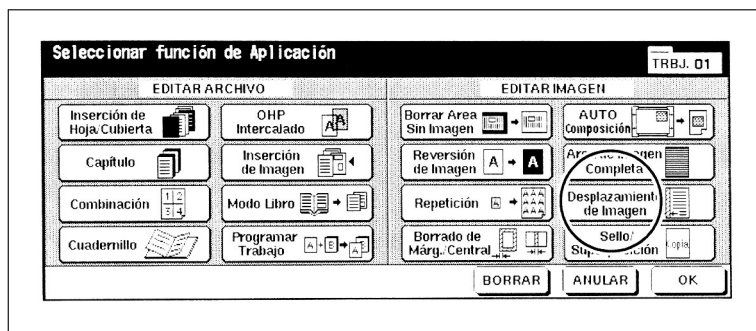 Seleccionar función de Aplicación
TRBJ. 01
EDITAR ARCHIVO
EDITAR IMAGEN
Inserción de
Hoja/Cubierta
OHP
Intercalado
Borrar Area
Sin Imagen
AUTO
Composición
Capítulo
Inserción
de Imagen
Reversión
de Imagen
Completa
Combinación
Modo Libro
Repetición
Desplazamiento
de Imagen
Cuadernillo
Programar
Trabajo
Borrado de
Márg./Central
Sello/
Copia
BORRAR
ANULAR
OK